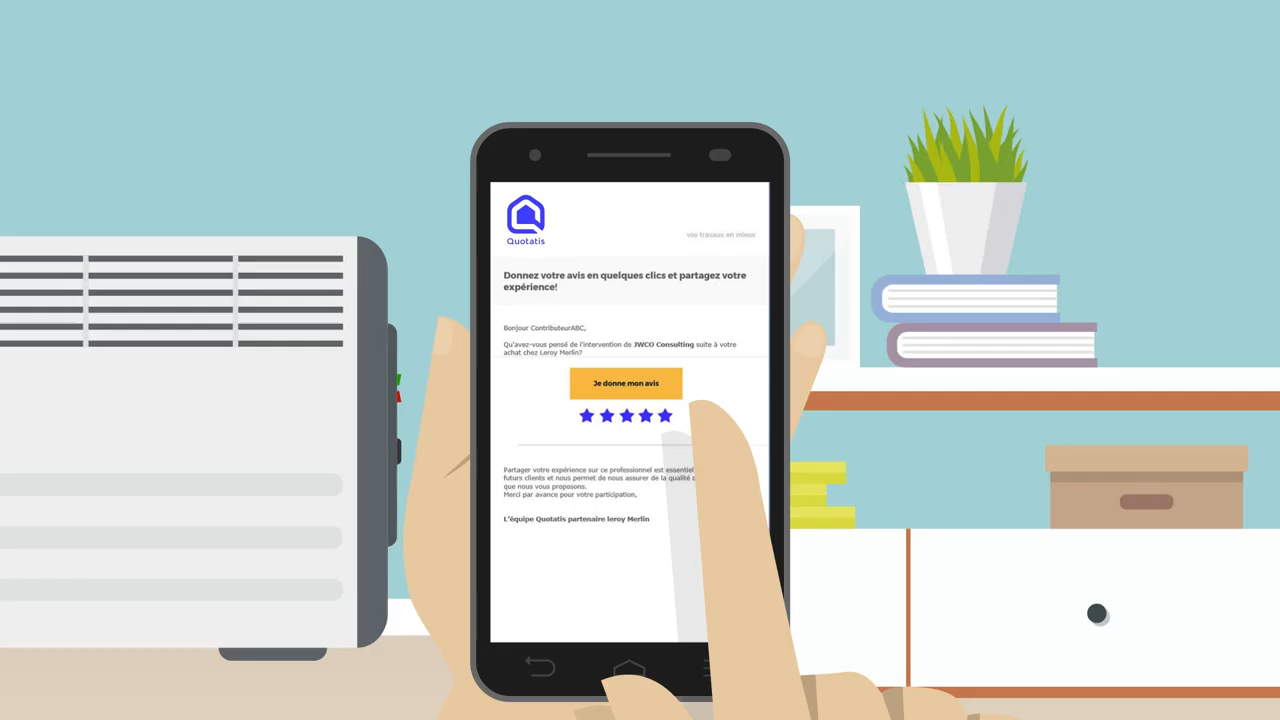 Quotatis
vos travaux en mieux
Donnez votre avis en quelques clics et partagez votre
expérience!
Bonjour ContributeurABC,
Qu'avez-vous pensé de l'intervention de JWCO Consulting suite à votre
achat chez Leroy Merlin?
Je donne mon avis
Partager votre expérience sur ce professionnel est essentiel
futurs clients et nous permet de nous assurer de la qualité
que nous vous proposons.
Merci par avance pour votre participation,
L'équipe Quotatis partenaire leroy Merlin